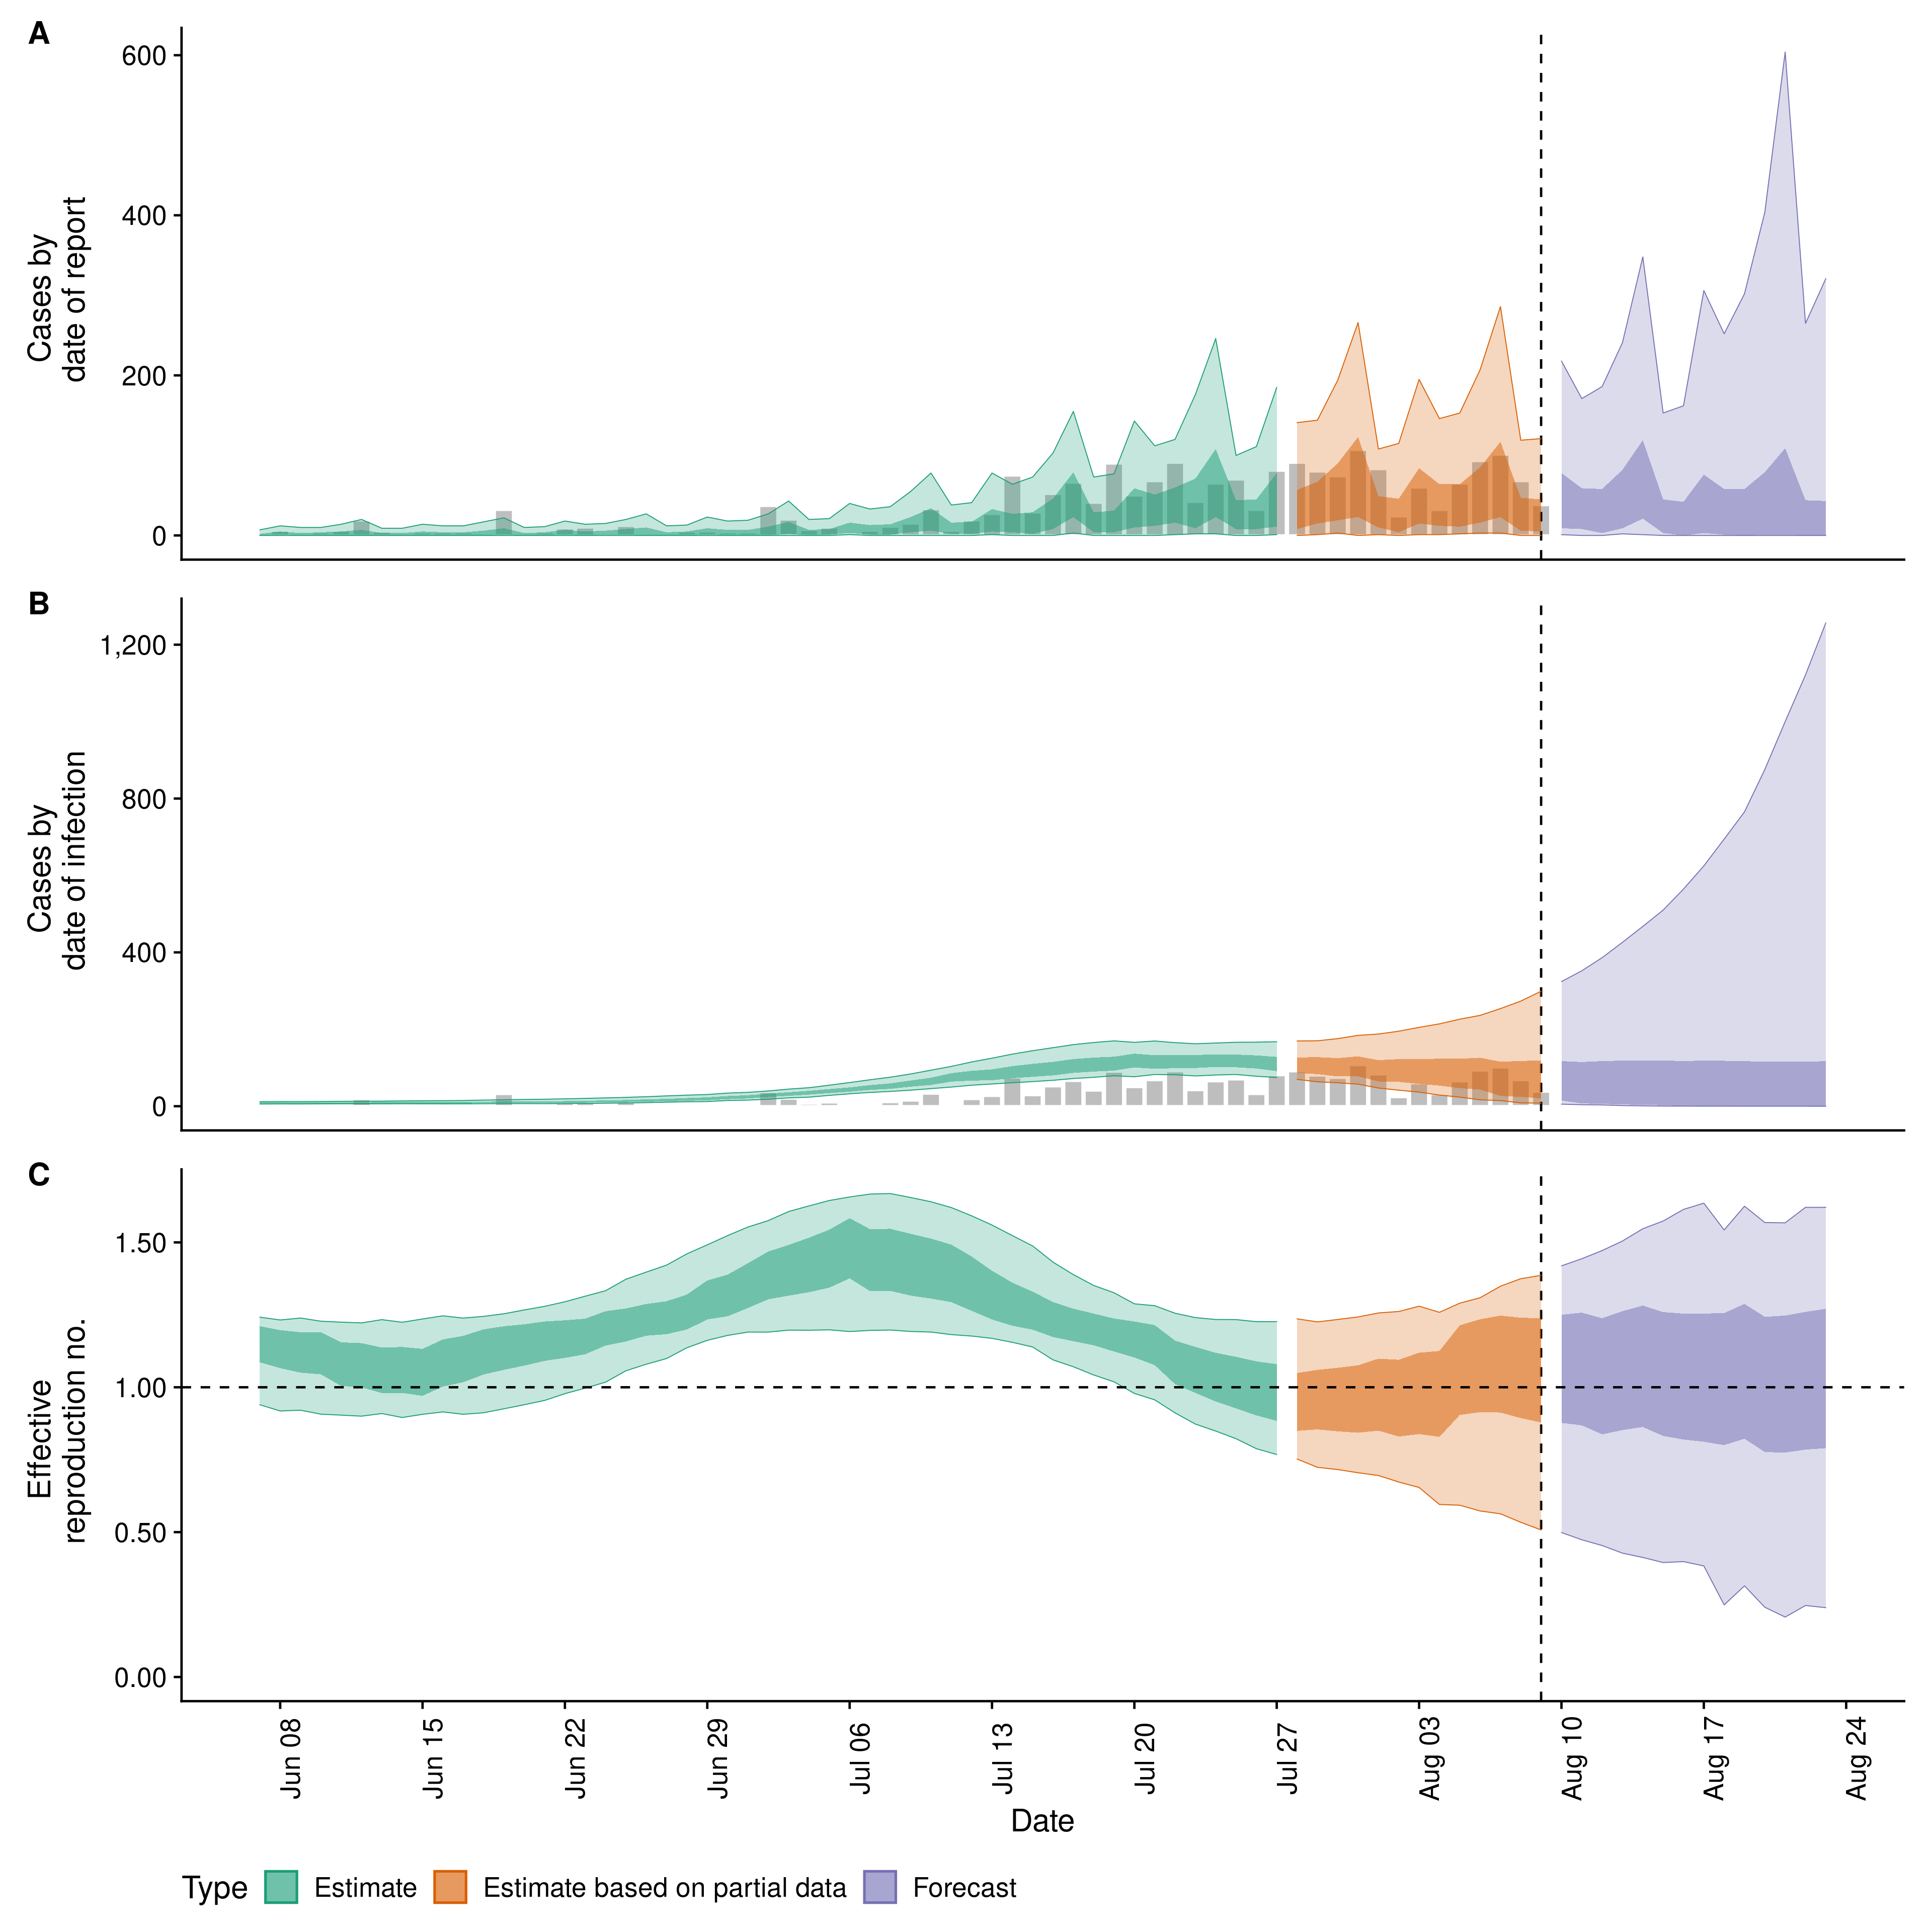 A
Cases by
date of report
600
400
200
0
B
Cases by
date of infection
1,200
800
400
0
C
Effective
reproduction no.
1.50
1.00
0.50
0.00
Jun 08
Jun 15
Jun 22
Jun 29
Jul 06
Jul 13
Jul 20
Jul 27
Aug 03
Aug 10
Aug 17
Aug 24
Date
Type Estimate Estimate based on partial data Forecast